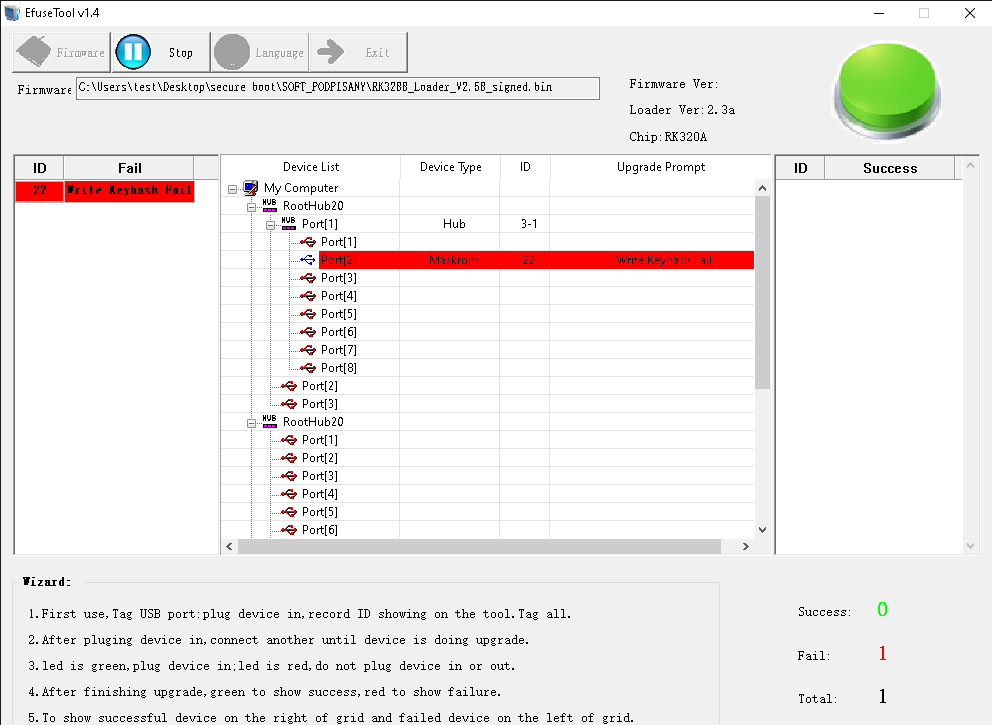 EfuseTool v1.4
Firmware Stop Language Exit
Firmware C:\Users\test\Desktop\secure boot\SOFT_PODPISANY\RK32BB_Loader_V2.5B_signed.bin
Firmware Ver:
Loader Ver:2.3a
Chip:RK320A
ID Fail
22 Write Keyhash Fail
Device List Device Type ID Upgrade Prompt
My Computer
HUB RootHub20
HUB Port[1] Hub 3-1
Port[1]
Port[2] Maskrom 22 Write Keyhash Fail
Port[3]
Port[4]
Port[5]
Port[6]
Port[7]
Port[8]
Port[2]
Port[3]
HUB RootHub20
Port[1]
Port[2]
Port[3]
Port[4]
Port[5]
Port[6]
ID Success
Wizard:
1.First use,Tag USB port:plug device in,record ID showing on the tool.Tag all.
2.After pluging device in,connect another until device is doing upgrade.
3.led is green,plug device in;led is red,do not plug device in or out.
4.After finishing upgrade,green to show success,red to show failure.
5.To show successful device on the right of grid and failed device on the left of grid.
Success: 0
Fail: 1
Total: 1